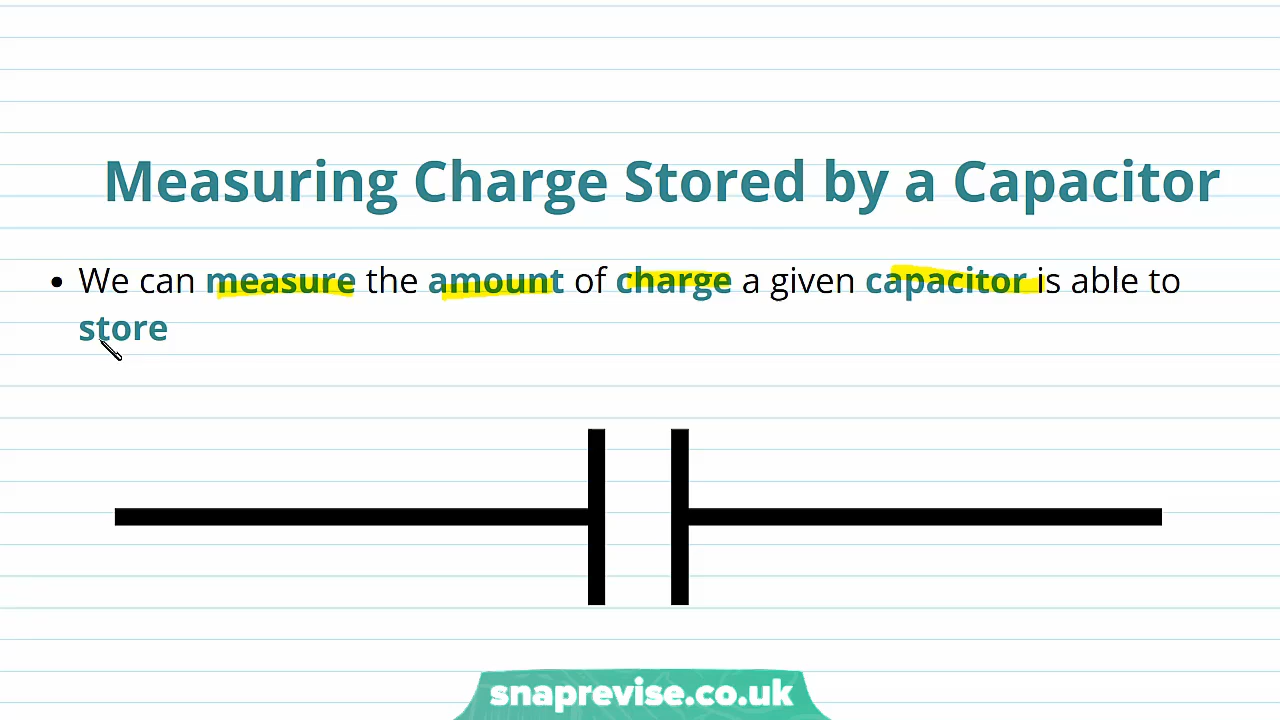 Measuring Charge Stored by a Capacitor
• We can measure the amount of charge a given capacitor is able to
store
snaprevise.co.uk